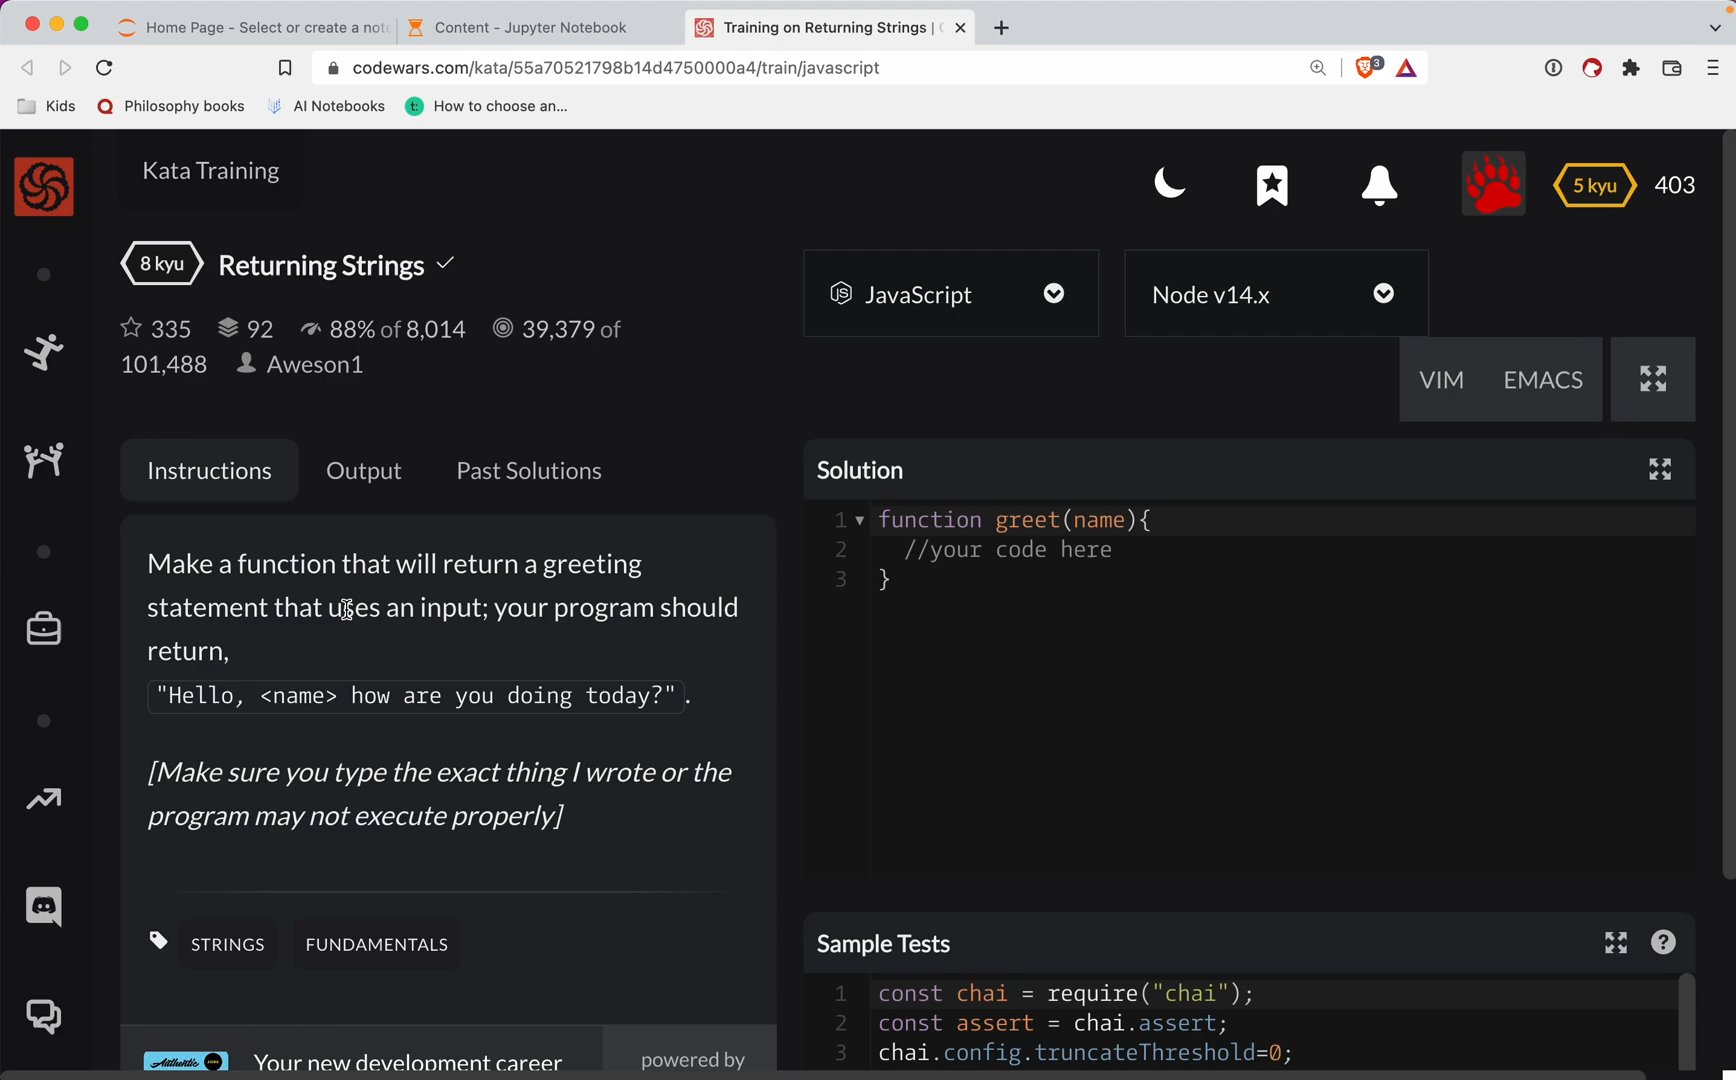 Home Page - Select or create a note
Content - Jupyter Notebook
Training on Returning Strings |
codewars.com/kata/55a70521798b14d4750000a4/train/javascript
3
Kids
Philosophy books
AI Notebooks
t:
How to choose an...
Kata Training
5 kyu
403
8 kyu
Returning Strings
JS
JavaScript
Node v14.x
335
92
88% of 8,014
39,379 of
101,488
Aweson1
VIM
EMACS
Instructions
Output
Past Solutions
Solution
Make a function that will return a greeting
statement that uses an input; your program should
return,
"Hello, <name> how are you doing today?".
[Make sure you type the exact thing I wrote or the
program may not execute properly]
1 function greet(name){
2 //your code here
3 }
STRINGS
FUNDAMENTALS
Sample Tests
?
1 const chai = require("chai");
2 const assert = chai.assert;
3 chai.config.truncateThreshold=0;
Authentic JOBS
Your new development career
powered by